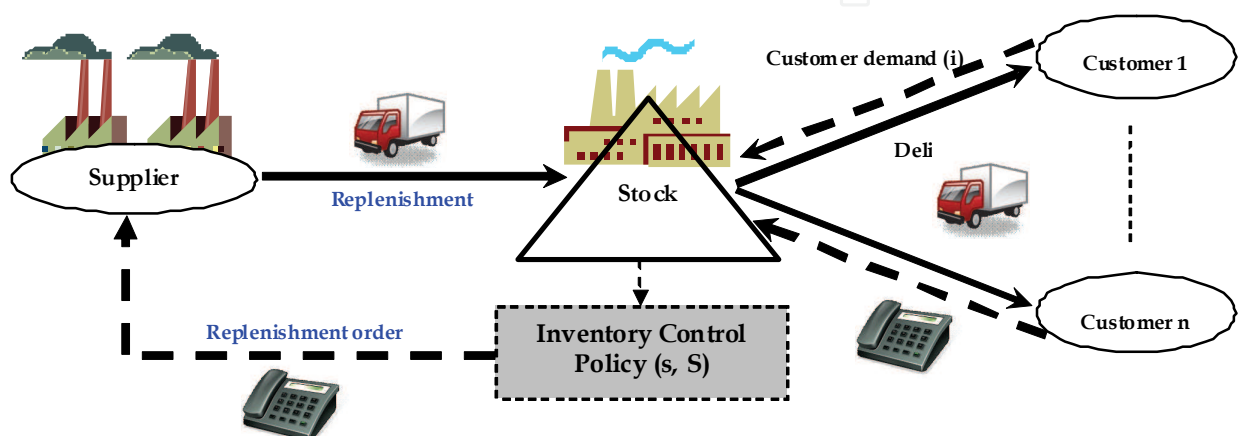 Customer demand (i)
Customer 1
Deli
Supplier
Replenishment
Stock
Replenishment order
Inventory Control
Policy (s, S)
Customer n